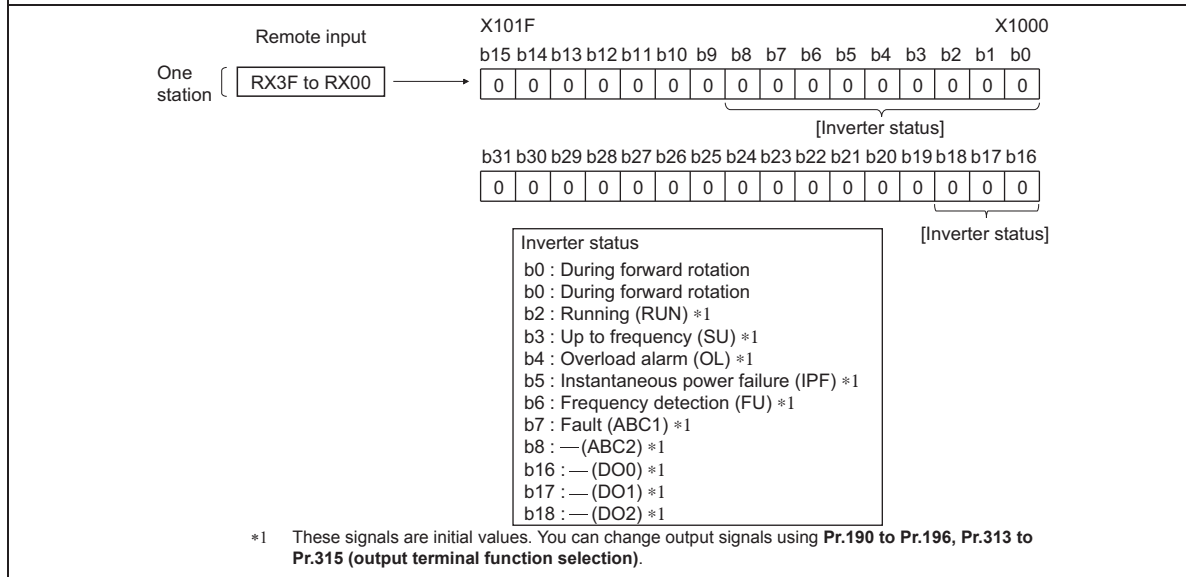 X101F X1000
Remote input
b15 b14 b13 b12 b11 b10 b9 b8 b7 b6 b5 b4 b3 b2 b1 b0
One station
RX3F to RX00
0 0 0 0 0 0 0 0 0 0 0 0 0 0 0 0
[Inverter status]
b31 b30 b29 b28 b27 b26 b25 b24 b23 b22 b21 b20 b19 b18 b17 b16
0 0 0 0 0 0 0 0 0 0 0 0 0 0 0 0
[Inverter status]
Inverter status
b0 : During forward rotation
b0 : During forward rotation
b2 : Running (RUN) *1
b3 : Up to frequency (SU) *1
b4 : Overload alarm (OL) *1
b5 : Instantaneous power failure (IPF) *1
b6 : Frequency detection (FU) *1
b7 : Fault (ABC1) *1
b8 : — (ABC2) *1
b16 : — (DO0) *1
b17 : — (DO1) *1
b18 : — (DO2) *1
*1 These signals are initial values. You can change output signals using Pr.190 to Pr.196, Pr.313 to
Pr.315 (output terminal function selection).